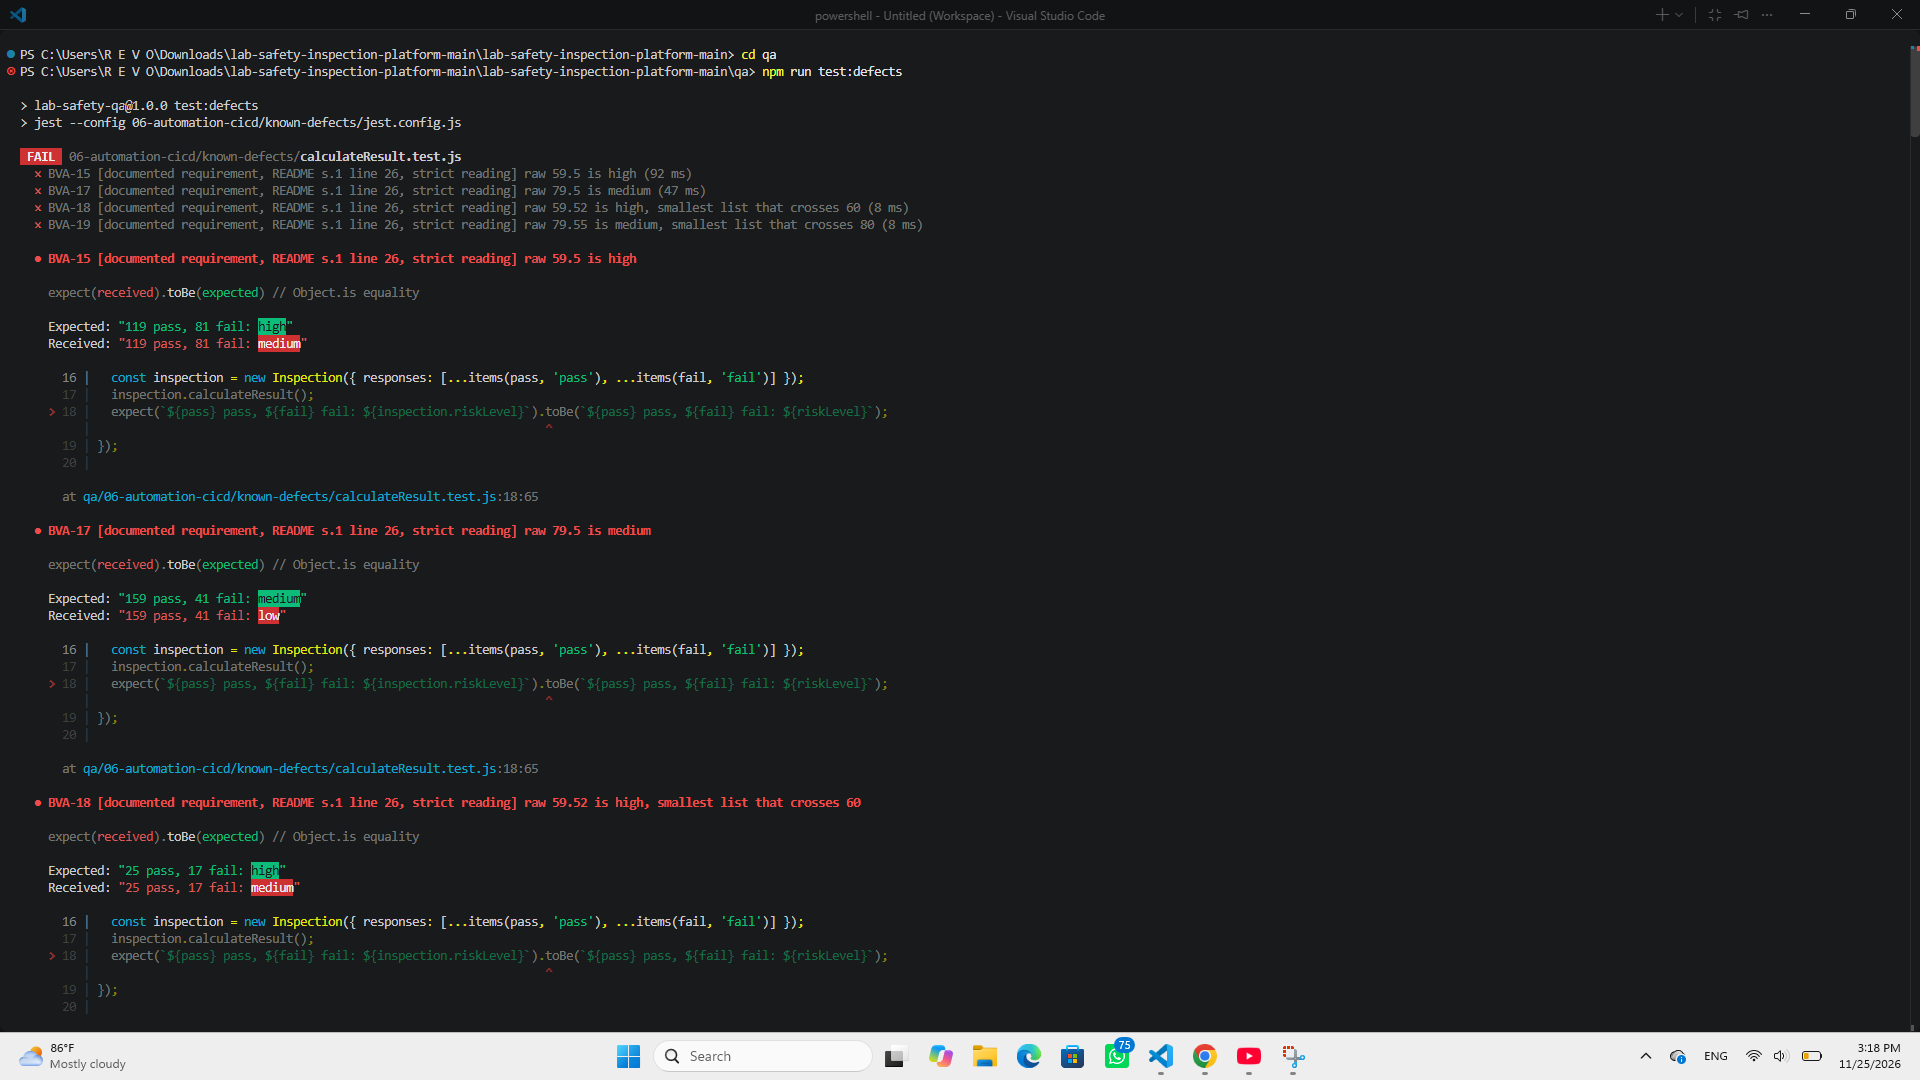 powershell - Untitled (Workspace) - Visual Studio Code
PS C:\Users\R E V O\Downloads\lab-safety-inspection-platform-main\lab-safety-inspection-platform-main> cd qa
PS C:\Users\R E V O\Downloads\lab-safety-inspection-platform-main\lab-safety-inspection-platform-main\qa> npm run test:defects
> lab-safety-qa@1.0.0 test:defects
> jest --config 06-automation-cicd/known-defects/jest.config.js
FAIL 06-automation-cicd/known-defects/calculateResult.test.js
× BVA-15 [documented requirement, README s.1 line 26, strict reading] raw 59.5 is high (92 ms)
× BVA-17 [documented requirement, README s.1 line 26, strict reading] raw 79.5 is medium (47 ms)
× BVA-18 [documented requirement, README s.1 line 26, strict reading] raw 59.52 is high, smallest list that crosses 60 (8 ms)
× BVA-19 [documented requirement, README s.1 line 26, strict reading] raw 79.55 is medium, smallest list that crosses 80 (8 ms)
● BVA-15 [documented requirement, README s.1 line 26, strict reading] raw 59.5 is high
expect(received).toBe(expected) // Object.is equality
Expected: "119 pass, 81 fail: high"
Received: "119 pass, 81 fail: medium"
16 |   const inspection = new Inspection({ responses: [...items(pass, 'pass'), ...items(fail, 'fail')] });
17 |   inspection.calculateResult();
> 18 |   expect(`${pass} pass, ${fail} fail: ${inspection.riskLevel}`).toBe(`${pass} pass, ${fail} fail: ${riskLevel}`);
|   ^
19 | });
20 |
at qa/06-automation-cicd/known-defects/calculateResult.test.js:18:65
● BVA-17 [documented requirement, README s.1 line 26, strict reading] raw 79.5 is medium
expect(received).toBe(expected) // Object.is equality
Expected: "159 pass, 41 fail: medium"
Received: "159 pass, 41 fail: low"
16 |   const inspection = new Inspection({ responses: [...items(pass, 'pass'), ...items(fail, 'fail')] });
17 |   inspection.calculateResult();
> 18 |   expect(`${pass} pass, ${fail} fail: ${inspection.riskLevel}`).toBe(`${pass} pass, ${fail} fail: ${riskLevel}`);
|   ^
19 | });
20 |
at qa/06-automation-cicd/known-defects/calculateResult.test.js:18:65
● BVA-18 [documented requirement, README s.1 line 26, strict reading] raw 59.52 is high, smallest list that crosses 60
expect(received).toBe(expected) // Object.is equality
Expected: "25 pass, 17 fail: high"
Received: "25 pass, 17 fail: medium"
16 |   const inspection = new Inspection({ responses: [...items(pass, 'pass'), ...items(fail, 'fail')] });
17 |   inspection.calculateResult();
> 18 |   expect(`${pass} pass, ${fail} fail: ${inspection.riskLevel}`).toBe(`${pass} pass, ${fail} fail: ${riskLevel}`);
|   ^
19 | });
20 |
86°F
Mostly cloudy
Search
75
ENG
3:18 PM
11/25/2026